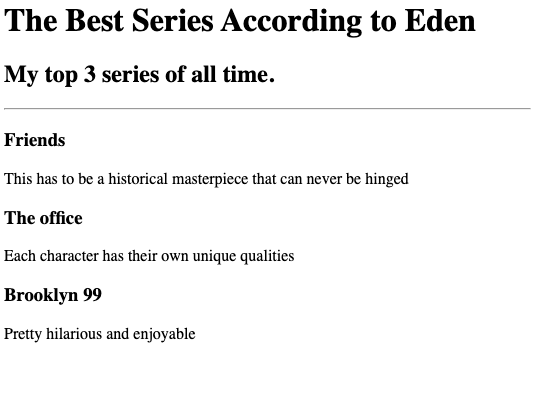 The Best Series According to Eden
My top 3 series of all time.
Friends
This has to be a historical masterpiece that can never be hinged
The office
Each character has their own unique qualities
Brooklyn 99
Pretty hilarious and enjoyable